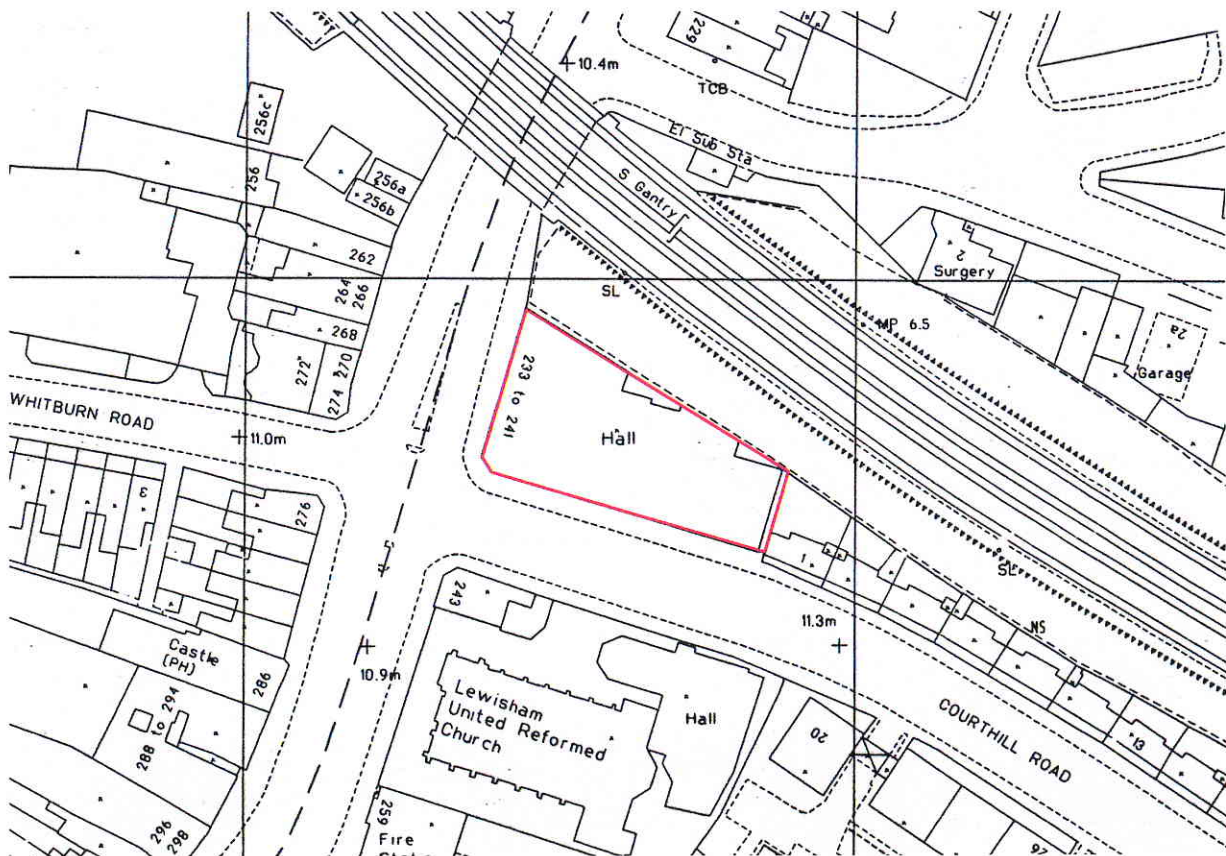 229
10.4m
TCB
256c
El Sub Sta
256
256a
256b
S Gantry
262
2
Surgery
264
266
SL
268
MP 6.5
2a
272
270
Garage
274
233 to 241
WHITBURN ROAD
Hall
11.0m
3
276
1
SL
243
11.3m
NS
Castle
(PH)
10.9m
286
Lewisham
United Reformed
Church
Hall
COURTHILL ROAD
20
13
288 to 294
259
296
298
Fire